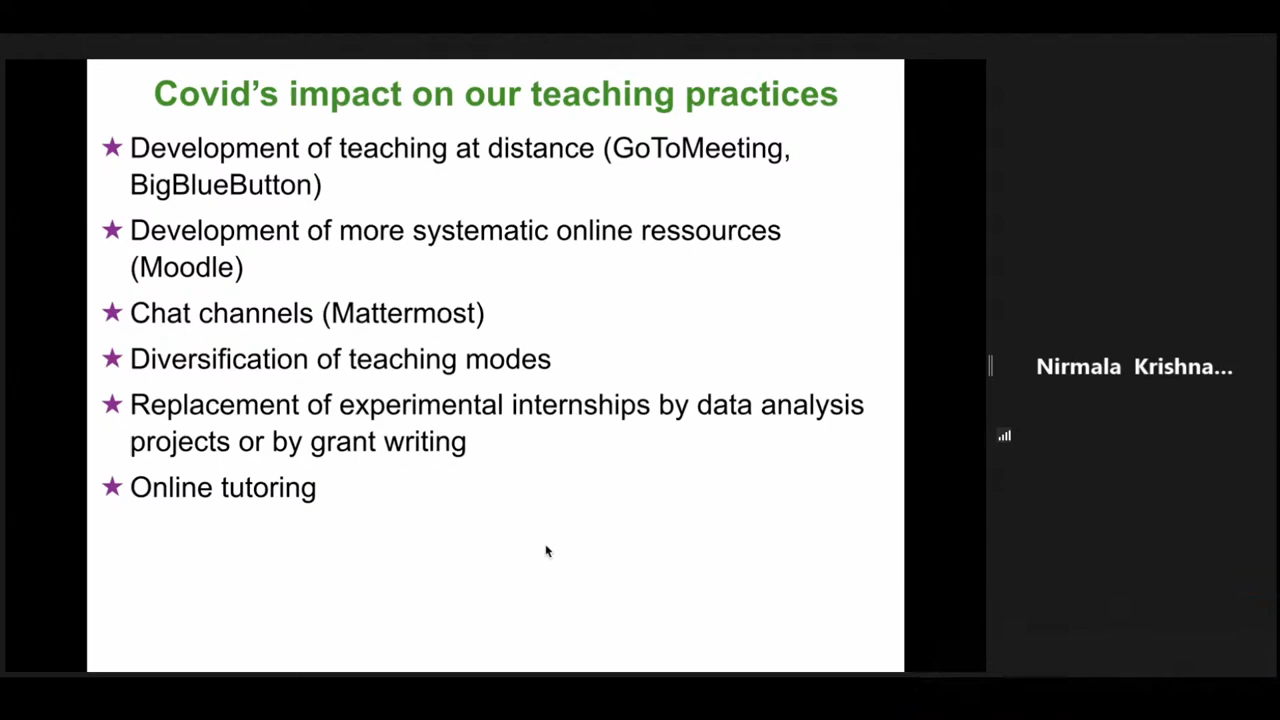 Covid's impact on our teaching practices
★ Development of teaching at distance (GoToMeeting,
BigBlueButton)
★ Development of more systematic online ressources
(Moodle)
★ Chat channels (Mattermost)
★ Diversification of teaching modes
★ Replacement of experimental internships by data analysis
projects or by grant writing
★ Online tutoring
Nirmala Krishna...